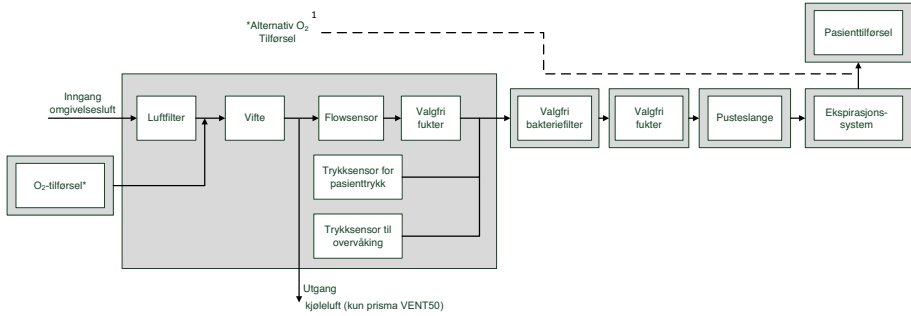 *Alternativ O₂ 1
Tilførsel
Pasienttilførsel
Inngang
omgivelsesluft
Luftfilter
Vifte
Flowsensor
Valgfri
fukter
Valgfri
bakteriefilter
Valgfri
fukter
Pusteslange
Ekspirasjons-
system
O₂-tilførsel*
Trykksensor for
pasienttrykk
Trykksensor til
overvåking
Utgang
kjøleluft (kun prisma VENT50)